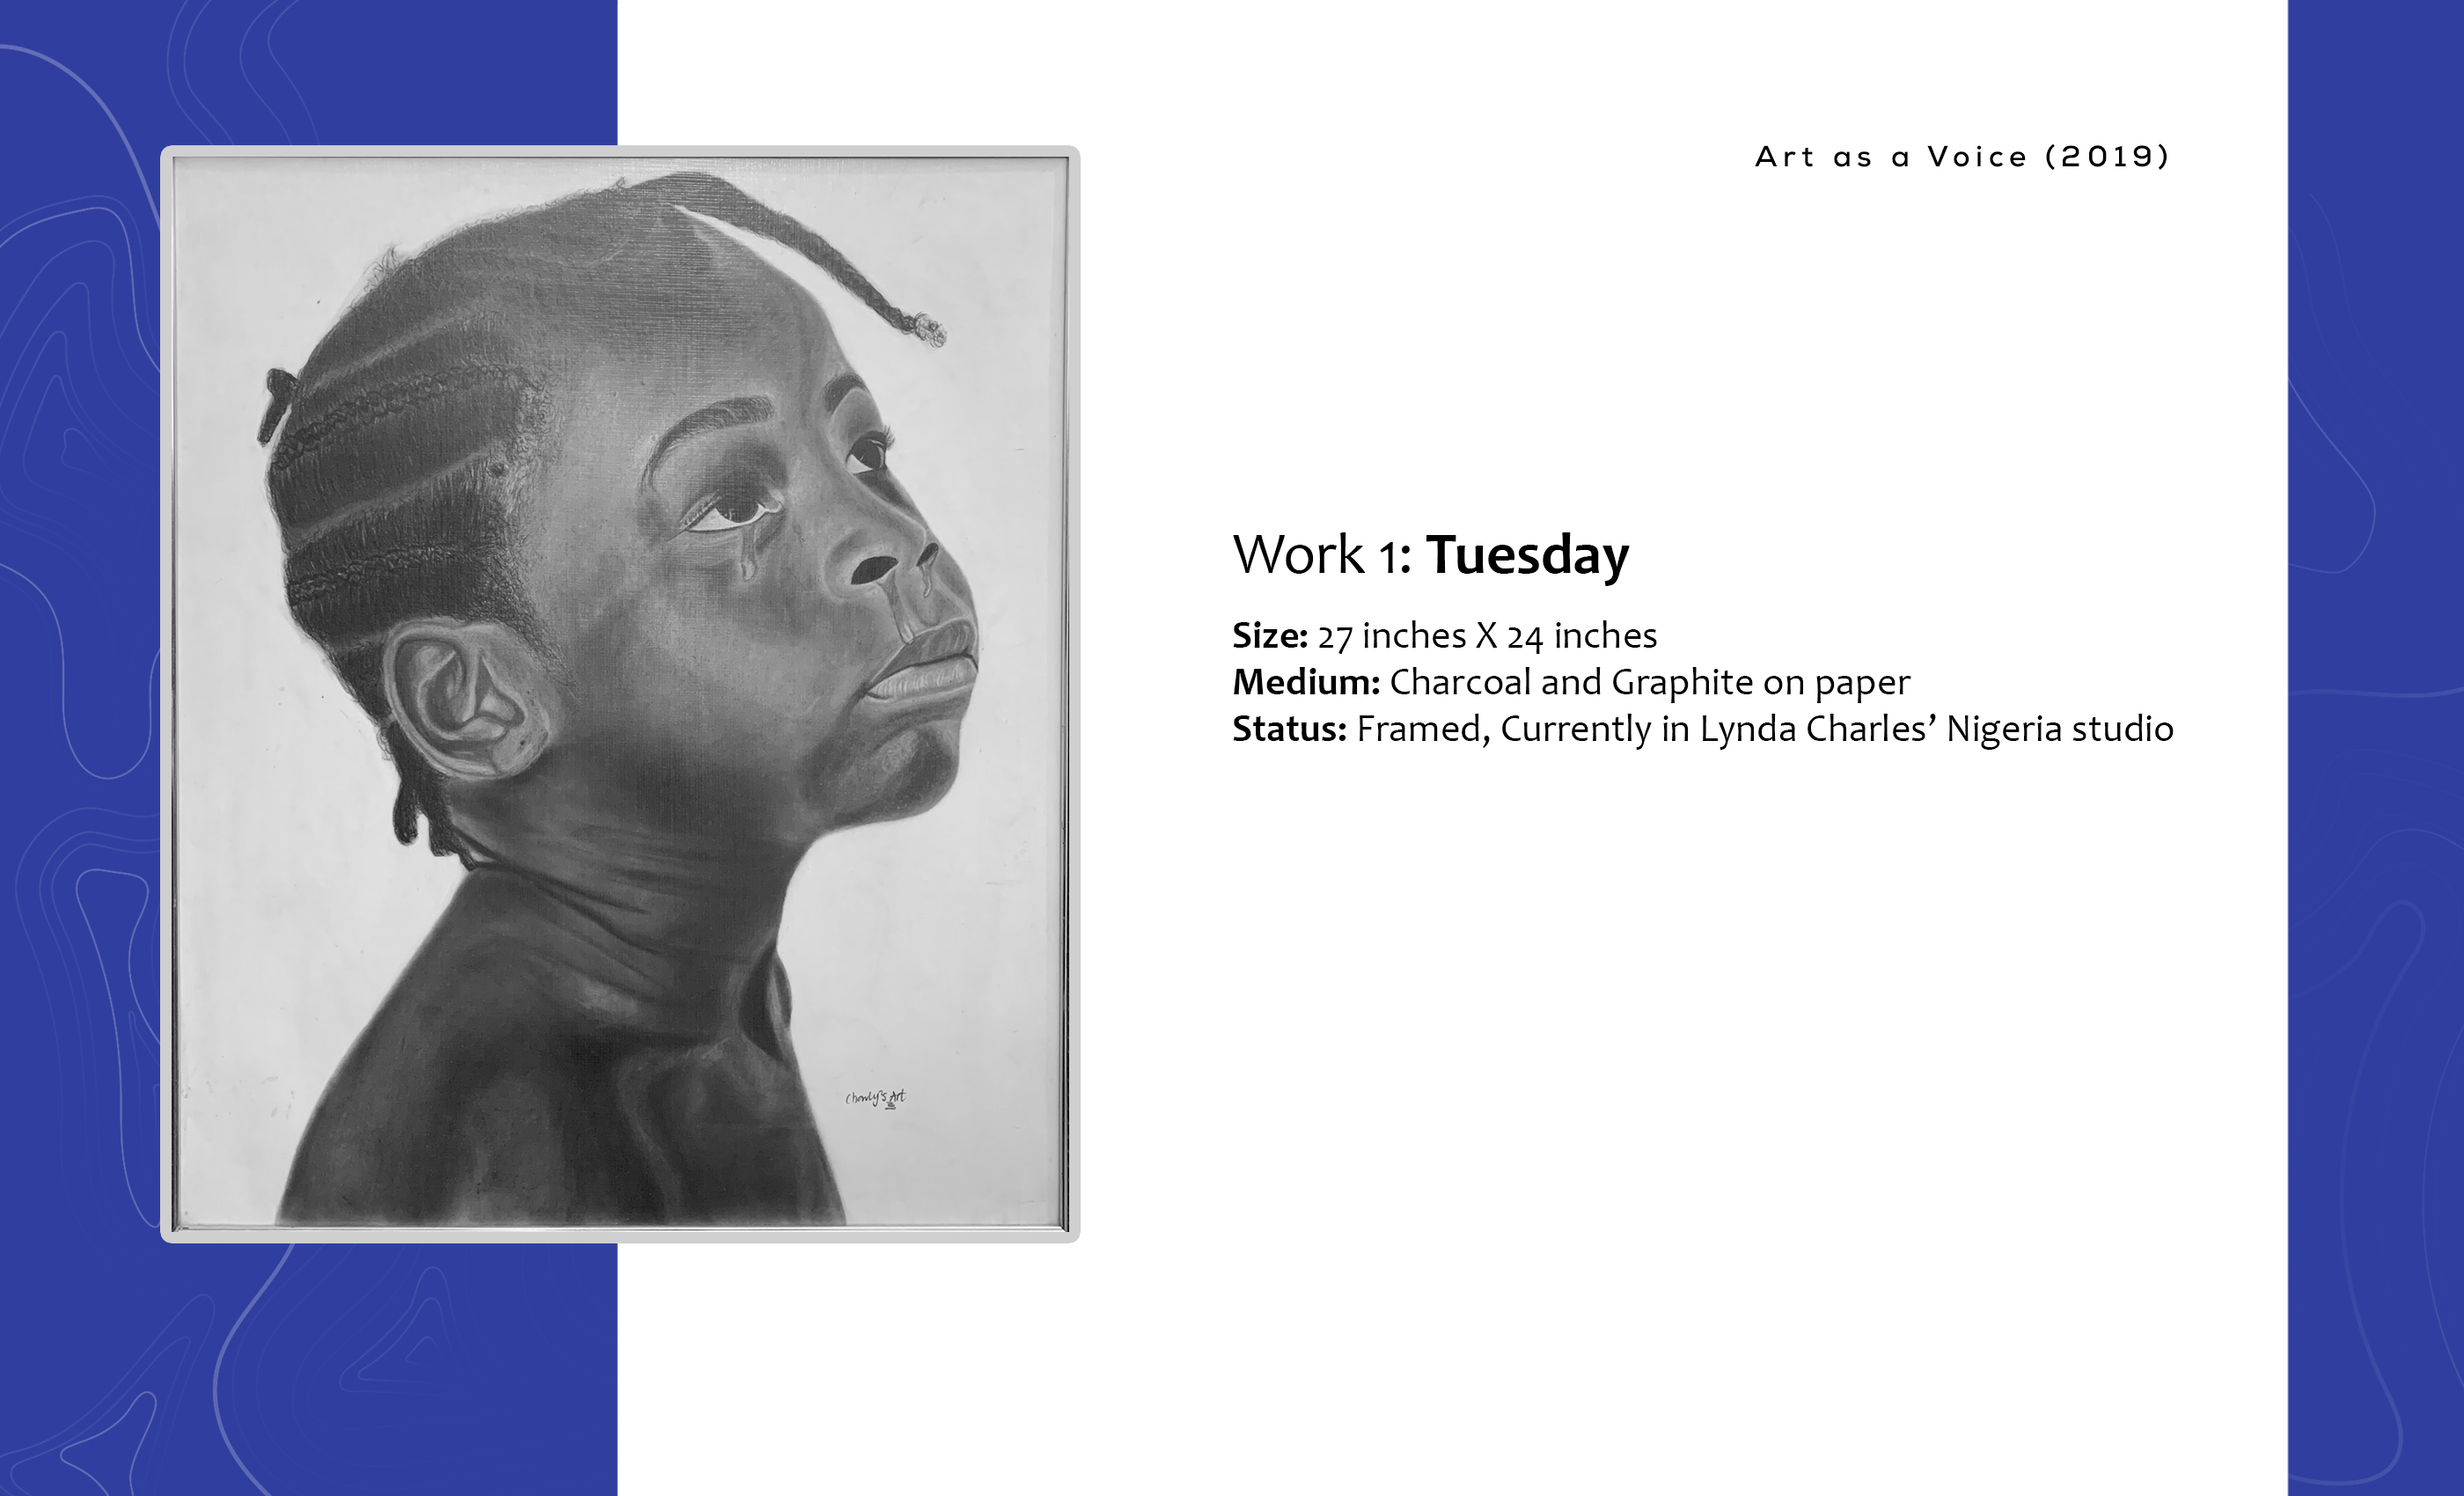 Art as a Voice (2019)
Work 1: Tuesday
Size: 27 inches X 24 inches
Medium: Charcoal and Graphite on paper
Status: Framed, Currently in Lynda Charles’ Nigeria studio
Charly's Art